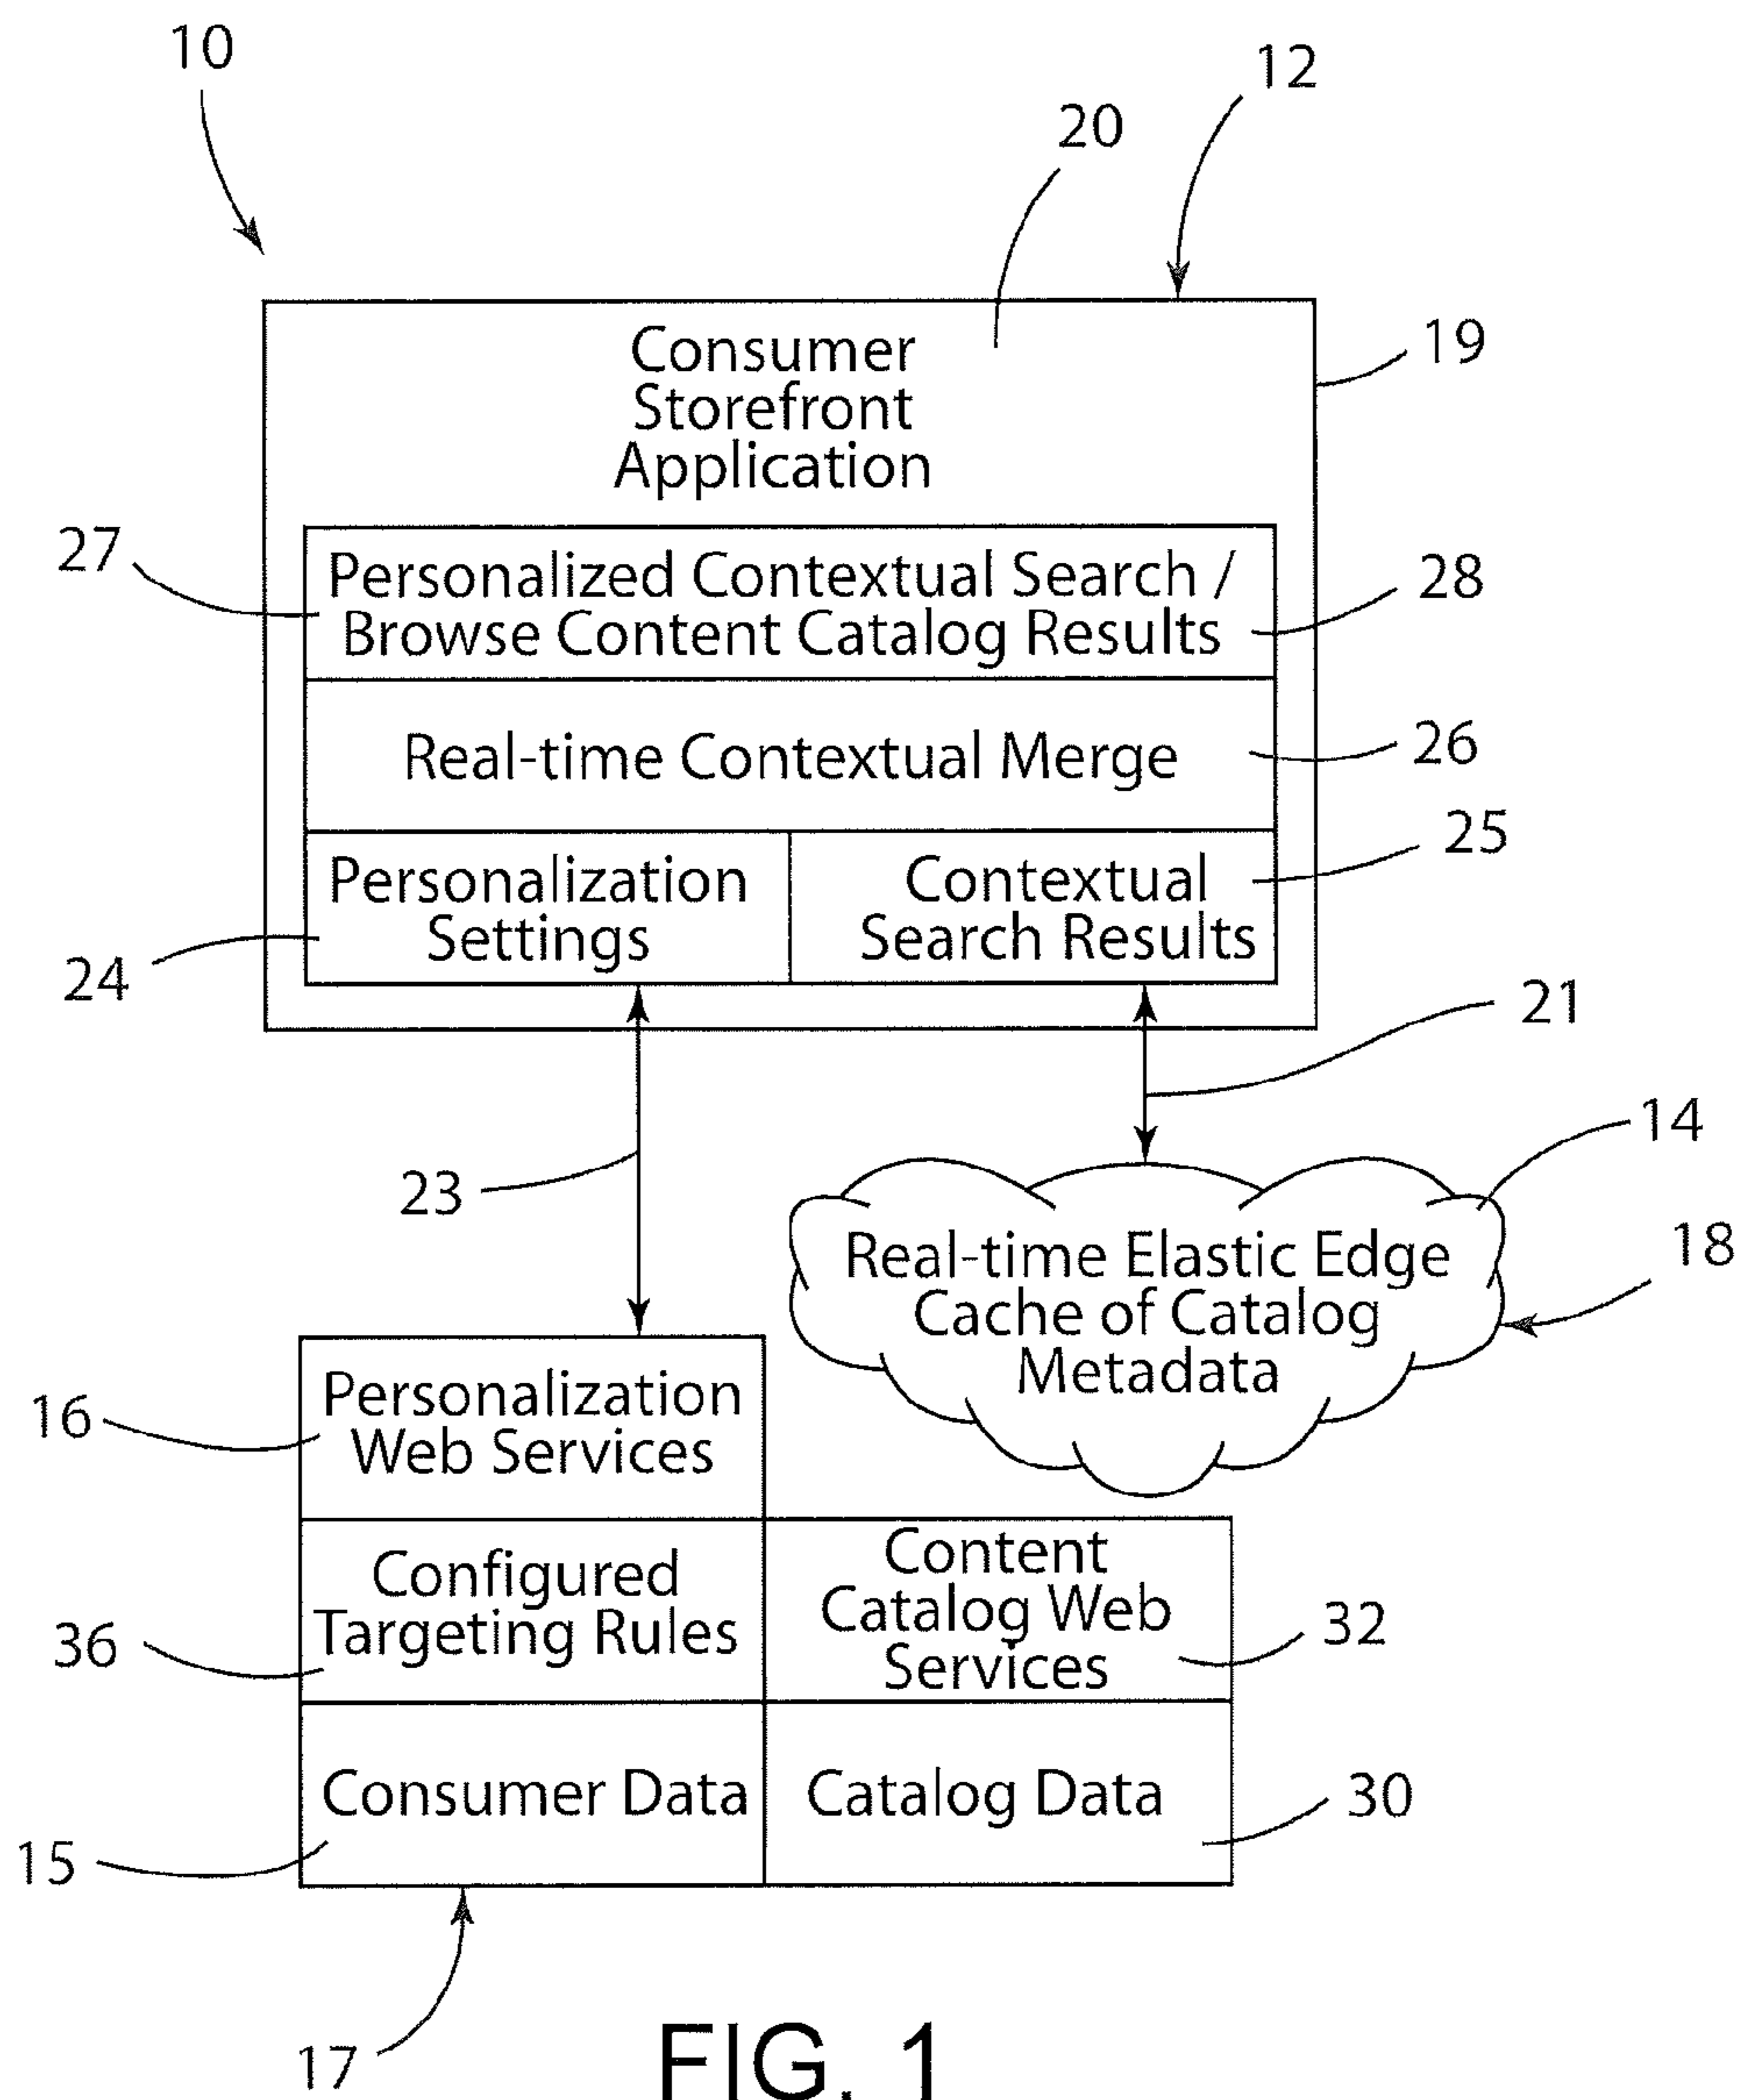 10
12
20
Consumer
Storefront
Application
19
27
Personalized Contextual Search /
Browse Content Catalog Results
28
Real-time Contextual Merge
26
25
Personalization
Settings
Contextual
Search Results
24
21
23
14
Real-time Elastic Edge
Cache of Catalog
Metadata
18
16
Personalization
Web Services
Configured
Targeting Rules
Content
Catalog Web
Services
36
32
Consumer Data
Catalog Data
30
15
17
FIG. 1